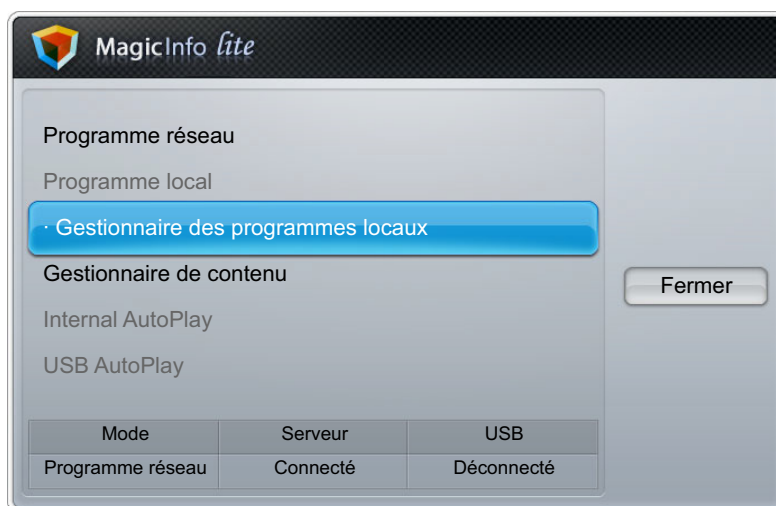 MagicInfo lite
Programme réseau
Programme local
· Gestionnaire des programmes locaux
Gestionnaire de contenu
Internal AutoPlay
USB AutoPlay
Fermer
Mode Serveur USB
Programme réseau Connecté Déconnecté